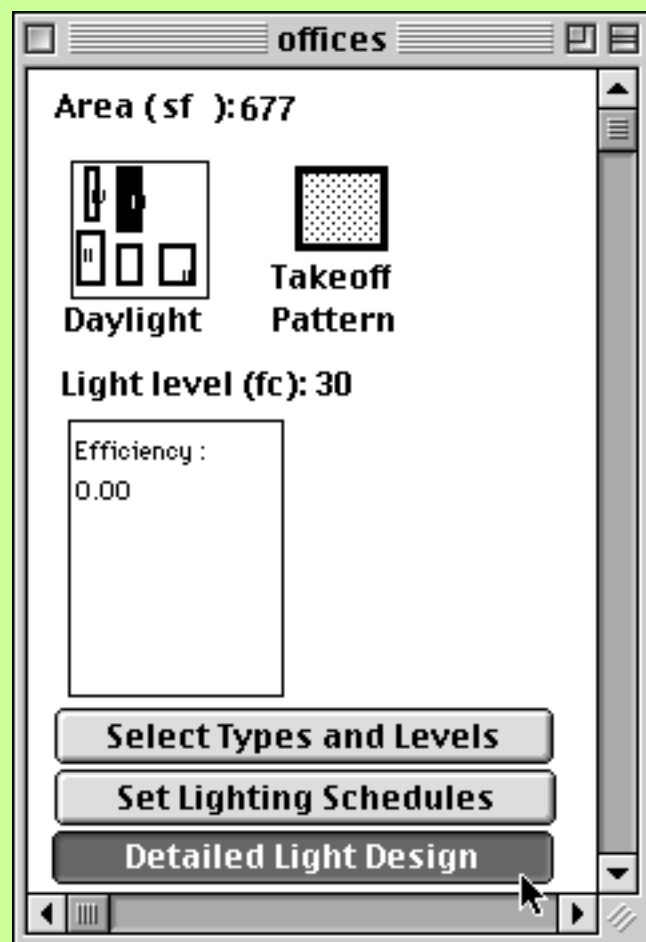 offices
Area ( sf  ): 677
Daylight
Takeoff
Pattern
Light level (fc): 30
Efficiency :
0.00
Select Types and Levels
Set Lighting Schedules
Detailed Light Design